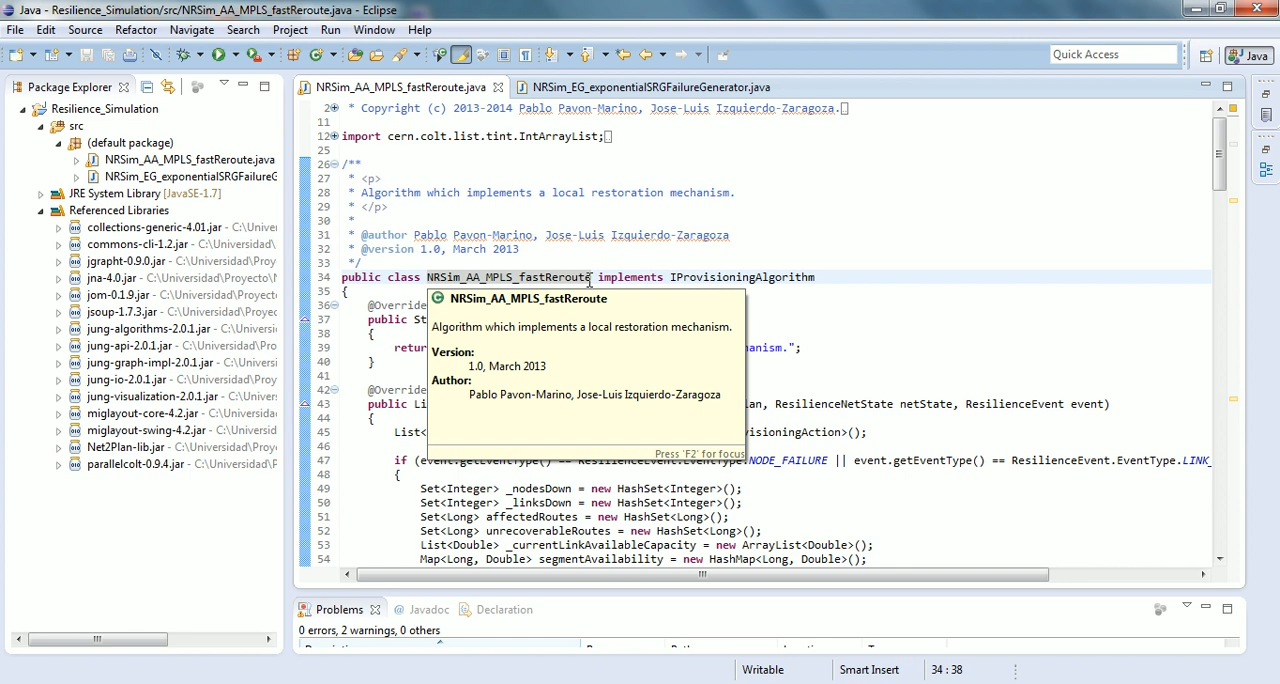 Java - Resilience_Simulation/src/NRSim_AA_MPLS_fastReroute.java - Eclipse
File Edit Source Refactor Navigate Search Project Run Window Help
Quick Access
Java
Package Explorer
Resilience_Simulation
src
(default package)
NRSim_AA_MPLS_fastReroute.java
NRSim_EG_exponentialSRGFailureG
JRE System Library [JavaSE-1.7]
Referenced Libraries
collections-generic-4.01.jar - C:\Univer
commons-cli-1.2.jar - C:\Universidad\
jgrapht-0.9.0.jar - C:\Universidad\Proy
jna-4.0.jar - C:\Universidad\Proyecto\N
jom-0.1.9.jar - C:\Universidad\Proyect
jsoup-1.7.3.jar - C:\Universidad\Proye
jung-algorithms-2.0.1.jar - C:\Universi
jung-api-2.0.1.jar - C:\Universidad\Pro
jung-graph-impl-2.0.1.jar - C:\Univers
jung-io-2.0.1.jar - C:\Universidad\Proy
jung-visualization-2.0.1.jar - C:\Univer
miglayout-core-4.2.jar - C:\Universida
miglayout-swing-4.2.jar - C:\Universid
Net2Plan-lib.jar - C:\Universidad\Proye
parallelcolt-0.9.4.jar - C:\Universidad\
NRSim_AA_MPLS_fastReroute.java
NRSim_EG_exponentialSRGFailureGenerator.java
2 * Copyright (c) 2013-2014 Pablo Pavon-Marino, Jose-Luis Izquierdo-Zaragoza.
11
12 import cern.colt.list.tint.IntArrayList;
25
26 /**
27 * <p>
28 * Algorithm which implements a local restoration mechanism.
29 * </p>
30 *
31 * @author Pablo Pavon-Marino, Jose-Luis Izquierdo-Zaragoza
32 * @version 1.0, March 2013
33 */
34 public class NRSim_AA_MPLS_fastReroute implements IProvisioningAlgorithm
35 {
36 @Override
37 public St
38 {
39 retur
anism.";
40 }
41
42 @Override
43 public Li
lan, ResilienceNetState netState, ResilienceEvent event)
44 {
45 List<
visioningAction>();
46
47 if (event.getEventType() == ResilienceEvent.EventType.NODE_FAILURE || event.getEventType() == ResilienceEvent.EventType.LINK_
48 {
49 Set<Integer> _nodesDown = new HashSet<Integer>();
50 Set<Integer> _linksDown = new HashSet<Integer>();
51 Set<Long> affectedRoutes = new HashSet<Long>();
52 Set<Long> unrecoverableRoutes = new HashSet<Long>();
53 List<Double> _currentLinkAvailableCapacity = new ArrayList<Double>();
54 Map<Long, Double> segmentAvailability = new HashMap<Long, Double>();
NRSim_AA_MPLS_fastReroute
Algorithm which implements a local restoration mechanism.
Version:
1.0, March 2013
Author:
Pablo Pavon-Marino, Jose-Luis Izquierdo-Zaragoza
Press 'F2' for focus
Problems
Javadoc
Declaration
0 errors, 2 warnings, 0 others
Writable
Smart Insert
34 : 38